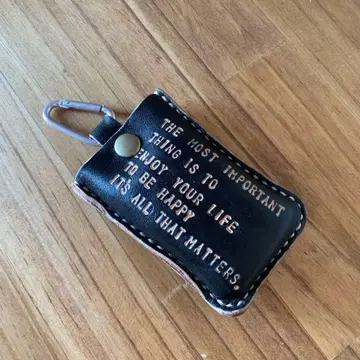 THE MOST IMPORTANT
THING IS TO
ENJOY YOUR LIFE
TO BE HAPPY
IT'S ALL THAT MATTERS.